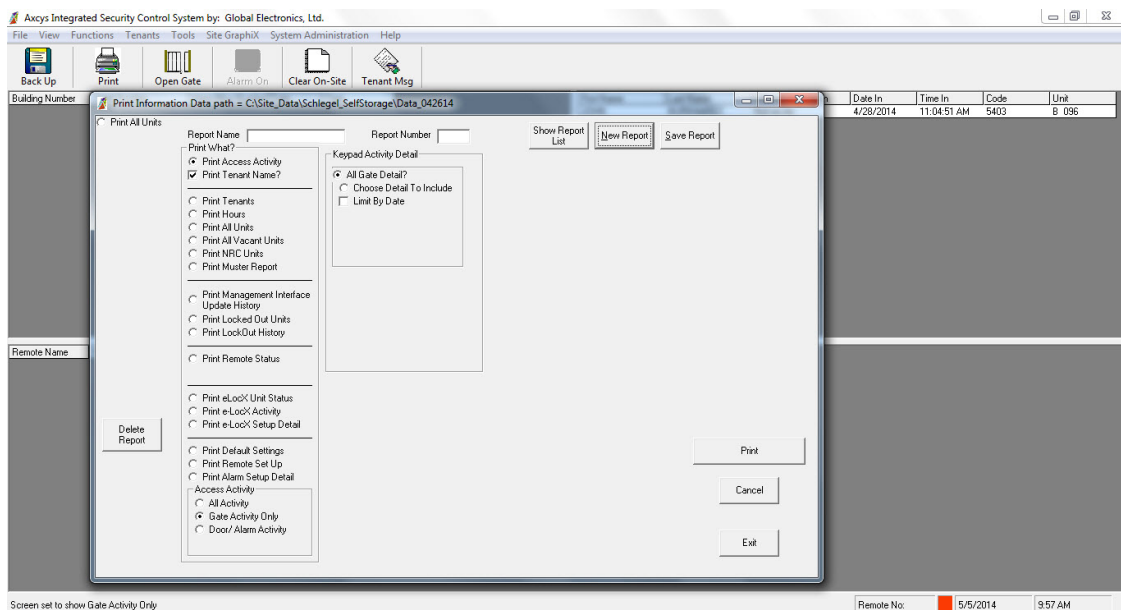 Axcys Integrated Security Control System by: Global Electronics, Ltd.
File View Functions Tenants Tools Site GraphiX System Administration Help
Back Up Print Open Gate Alarm On Clear On-Site Tenant Msg
Building Number
Date In Time In Code Unit
4/28/2014 11:04:51 AM 5403 B 096
Print Information Data path = C:\Site_Data\Schlegel_SelfStorage\Data_042614
Print All Units
Report Name Report Number
Show Report List
New Report
Save Report
Print What?
Print Access Activity
Print Tenant Name?
Print Tenants
Print Hours
Print All Units
Print All Vacant Units
Print NRC Units
Print Muster Report
Print Management Interface
Update History
Print Locked Out Units
Print LockOut History
Print Remote Status
Print eLocX Unit Status
Print e-LocX Activity
Print e-LocX Setup Detail
Print Default Settings
Print Remote Set Up
Print Alarm Setup Detail
Access Activity
All Activity
Gate Activity Only
Door/ Alarm Activity
Keypad Activity Detail
All Gate Detail?
Choose Detail To Include
Limit By Date
Remote Name
Delete
Report
Print
Cancel
Exit
Screen set to show Gate Activity Only
Remote No: 5/5/2014 9:57 AM